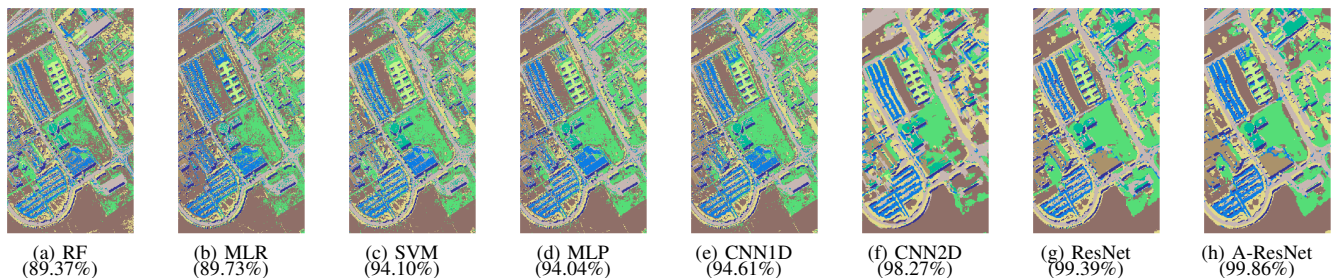 (a) RF
(89.37%)
(b) MLR
(89.73%)
(c) SVM
(94.10%)
(d) MLP
(94.04%)
(e) CNN1D
(94.61%)
(f) CNN2D
(98.27%)
(g) ResNet
(99.39%)
(h) A-ResNet
(99.86%)